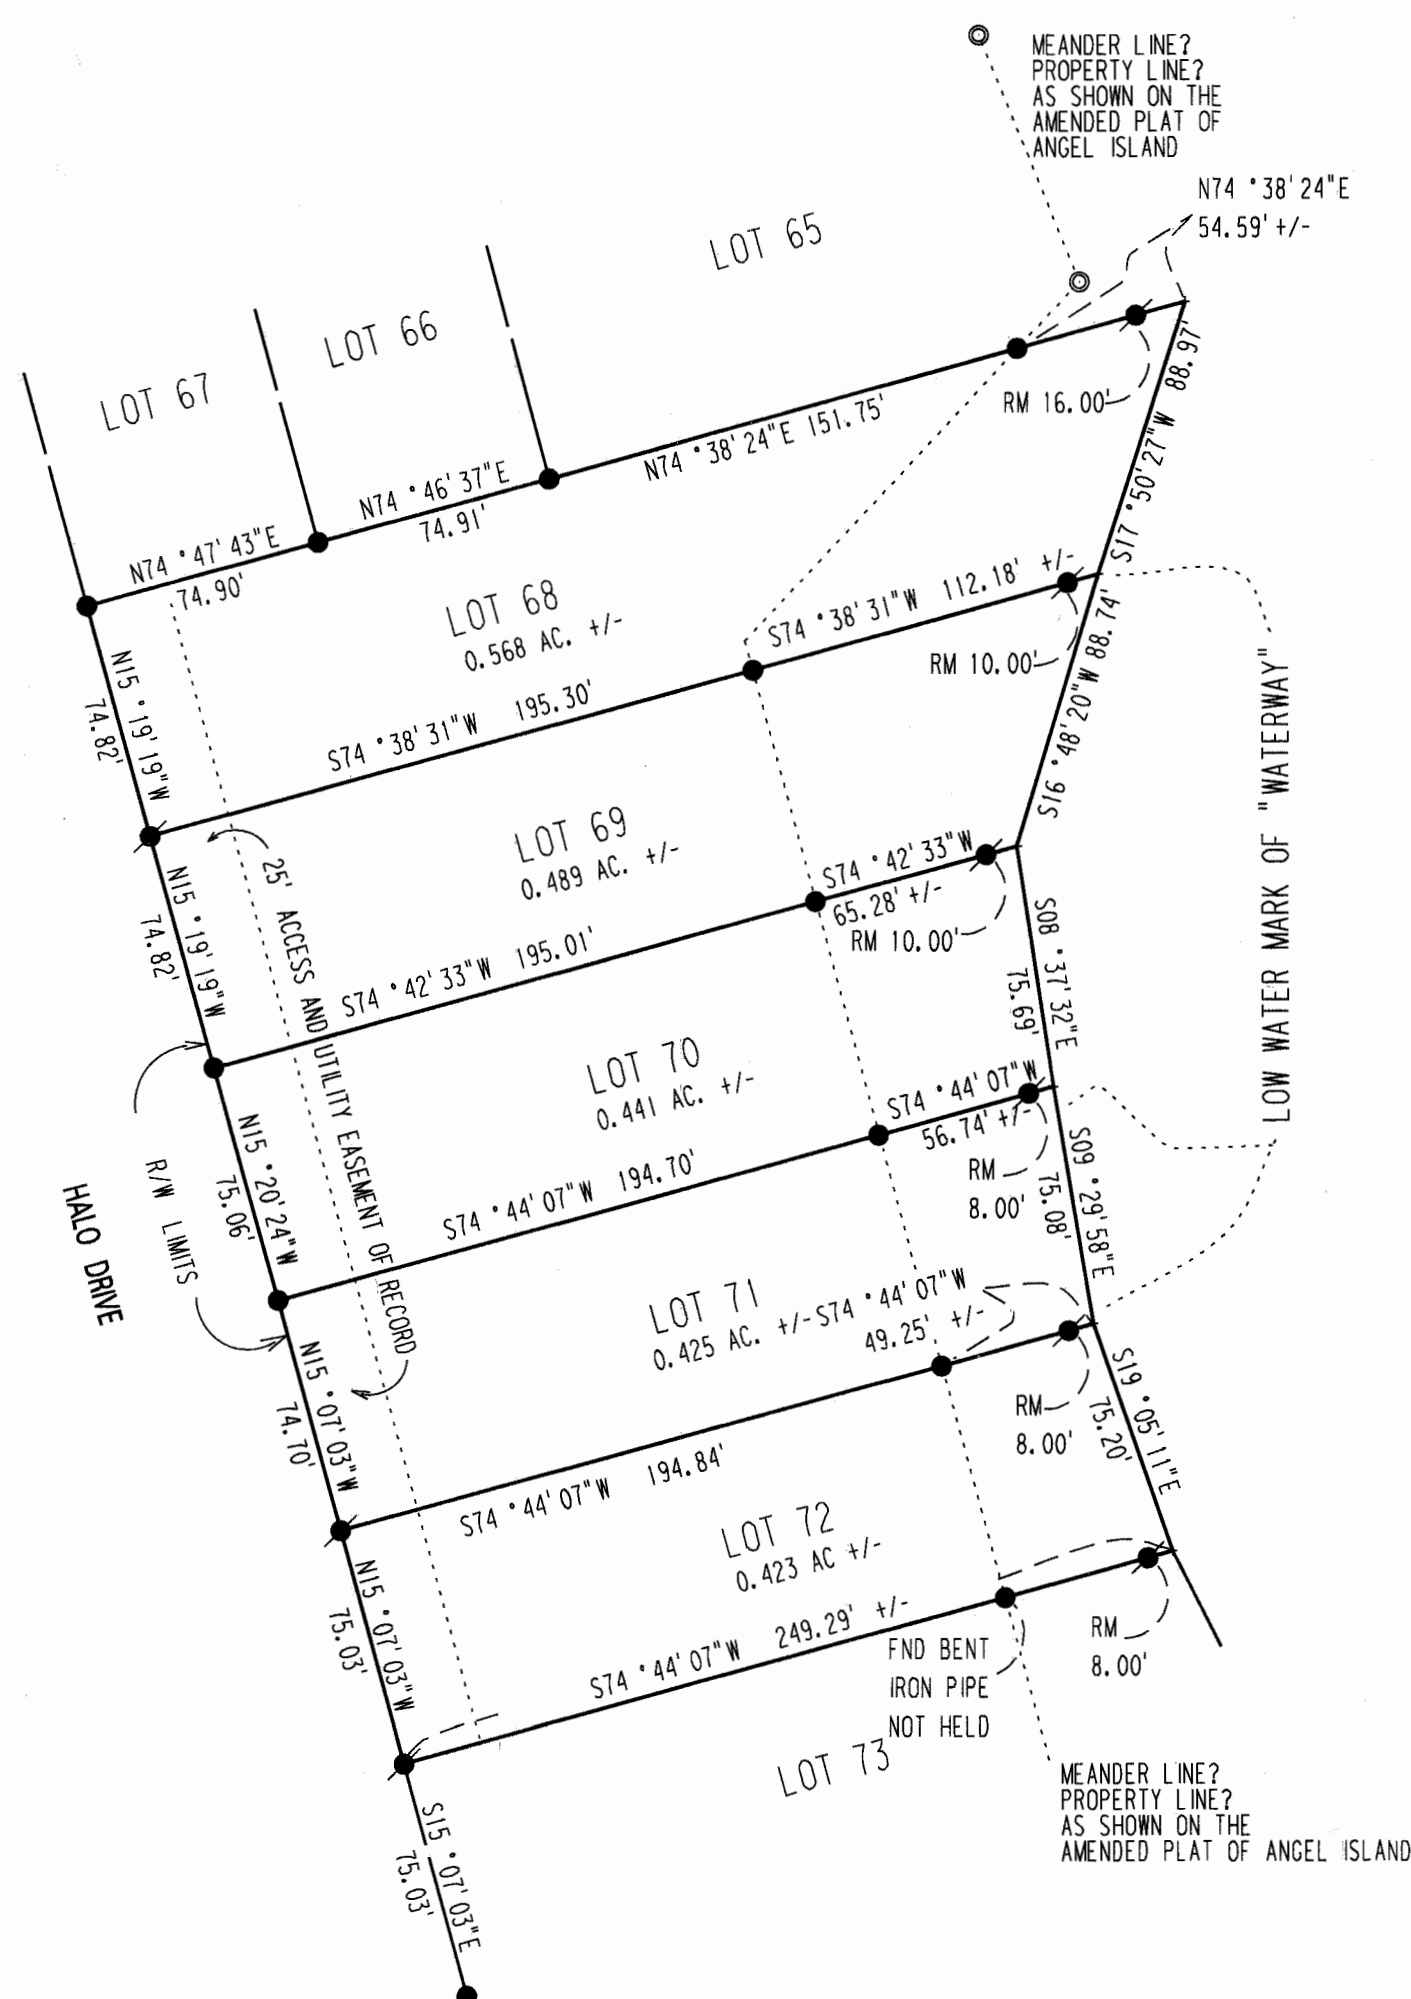 MEANDER LINE?
PROPERTY LINE?
AS SHOWN ON THE
AMENDED PLAT OF
ANGEL ISLAND
N74°38'24"E
54.59'+/-
LOT 65
LOT 66
LOT 67
RM 16.00'
S17°50'27"W 88.97'
N74°38'24"E 151.75'
N74°46'37"E
74.91'
N74°47'43"E
74.90'
LOT 68
0.568 AC. +/-
S74°38'31"W 112.18' +/-
RM 10.00'
N15°19'19"W
74.82'
S74°38'31"W 195.30'
S16°48'20"W 88.74'
LOT 69
0.489 AC. +/-
S74°42'33"W
65.28' +/-
RM 10.00'
N15°19'19"W
74.82'
25' ACCESS AND UTILITY EASEMENT OF RECORD
S74°42'33"W 195.01'
S08°37'32"E
75.69'
LOW WATER MARK OF "WATERWAY"
LOT 70
0.441 AC. +/-
S74°44'07"W
56.74' +/-
RM
8.00'
N15°20'24"W
75.06'
S74°44'07"W 194.70'
S09°29'58"E
75.08'
HALO DRIVE
R/W LIMITS
LOT 71
0.425 AC. +/-
S74°44'07"W
49.25' +/-
RM
8.00'
N15°07'03"W
74.70'
S74°44'07"W 194.84'
S19°05'11"E
75.20'
LOT 72
0.423 AC +/-
N15°07'03"W
75.03'
S74°44'07"W 249.29' +/-
FND BENT
IRON PIPE
NOT HELD
RM
8.00'
LOT 73
MEANDER LINE?
PROPERTY LINE?
AS SHOWN ON THE
AMENDED PLAT OF ANGEL ISLAND
S15°07'03"E
75.03'